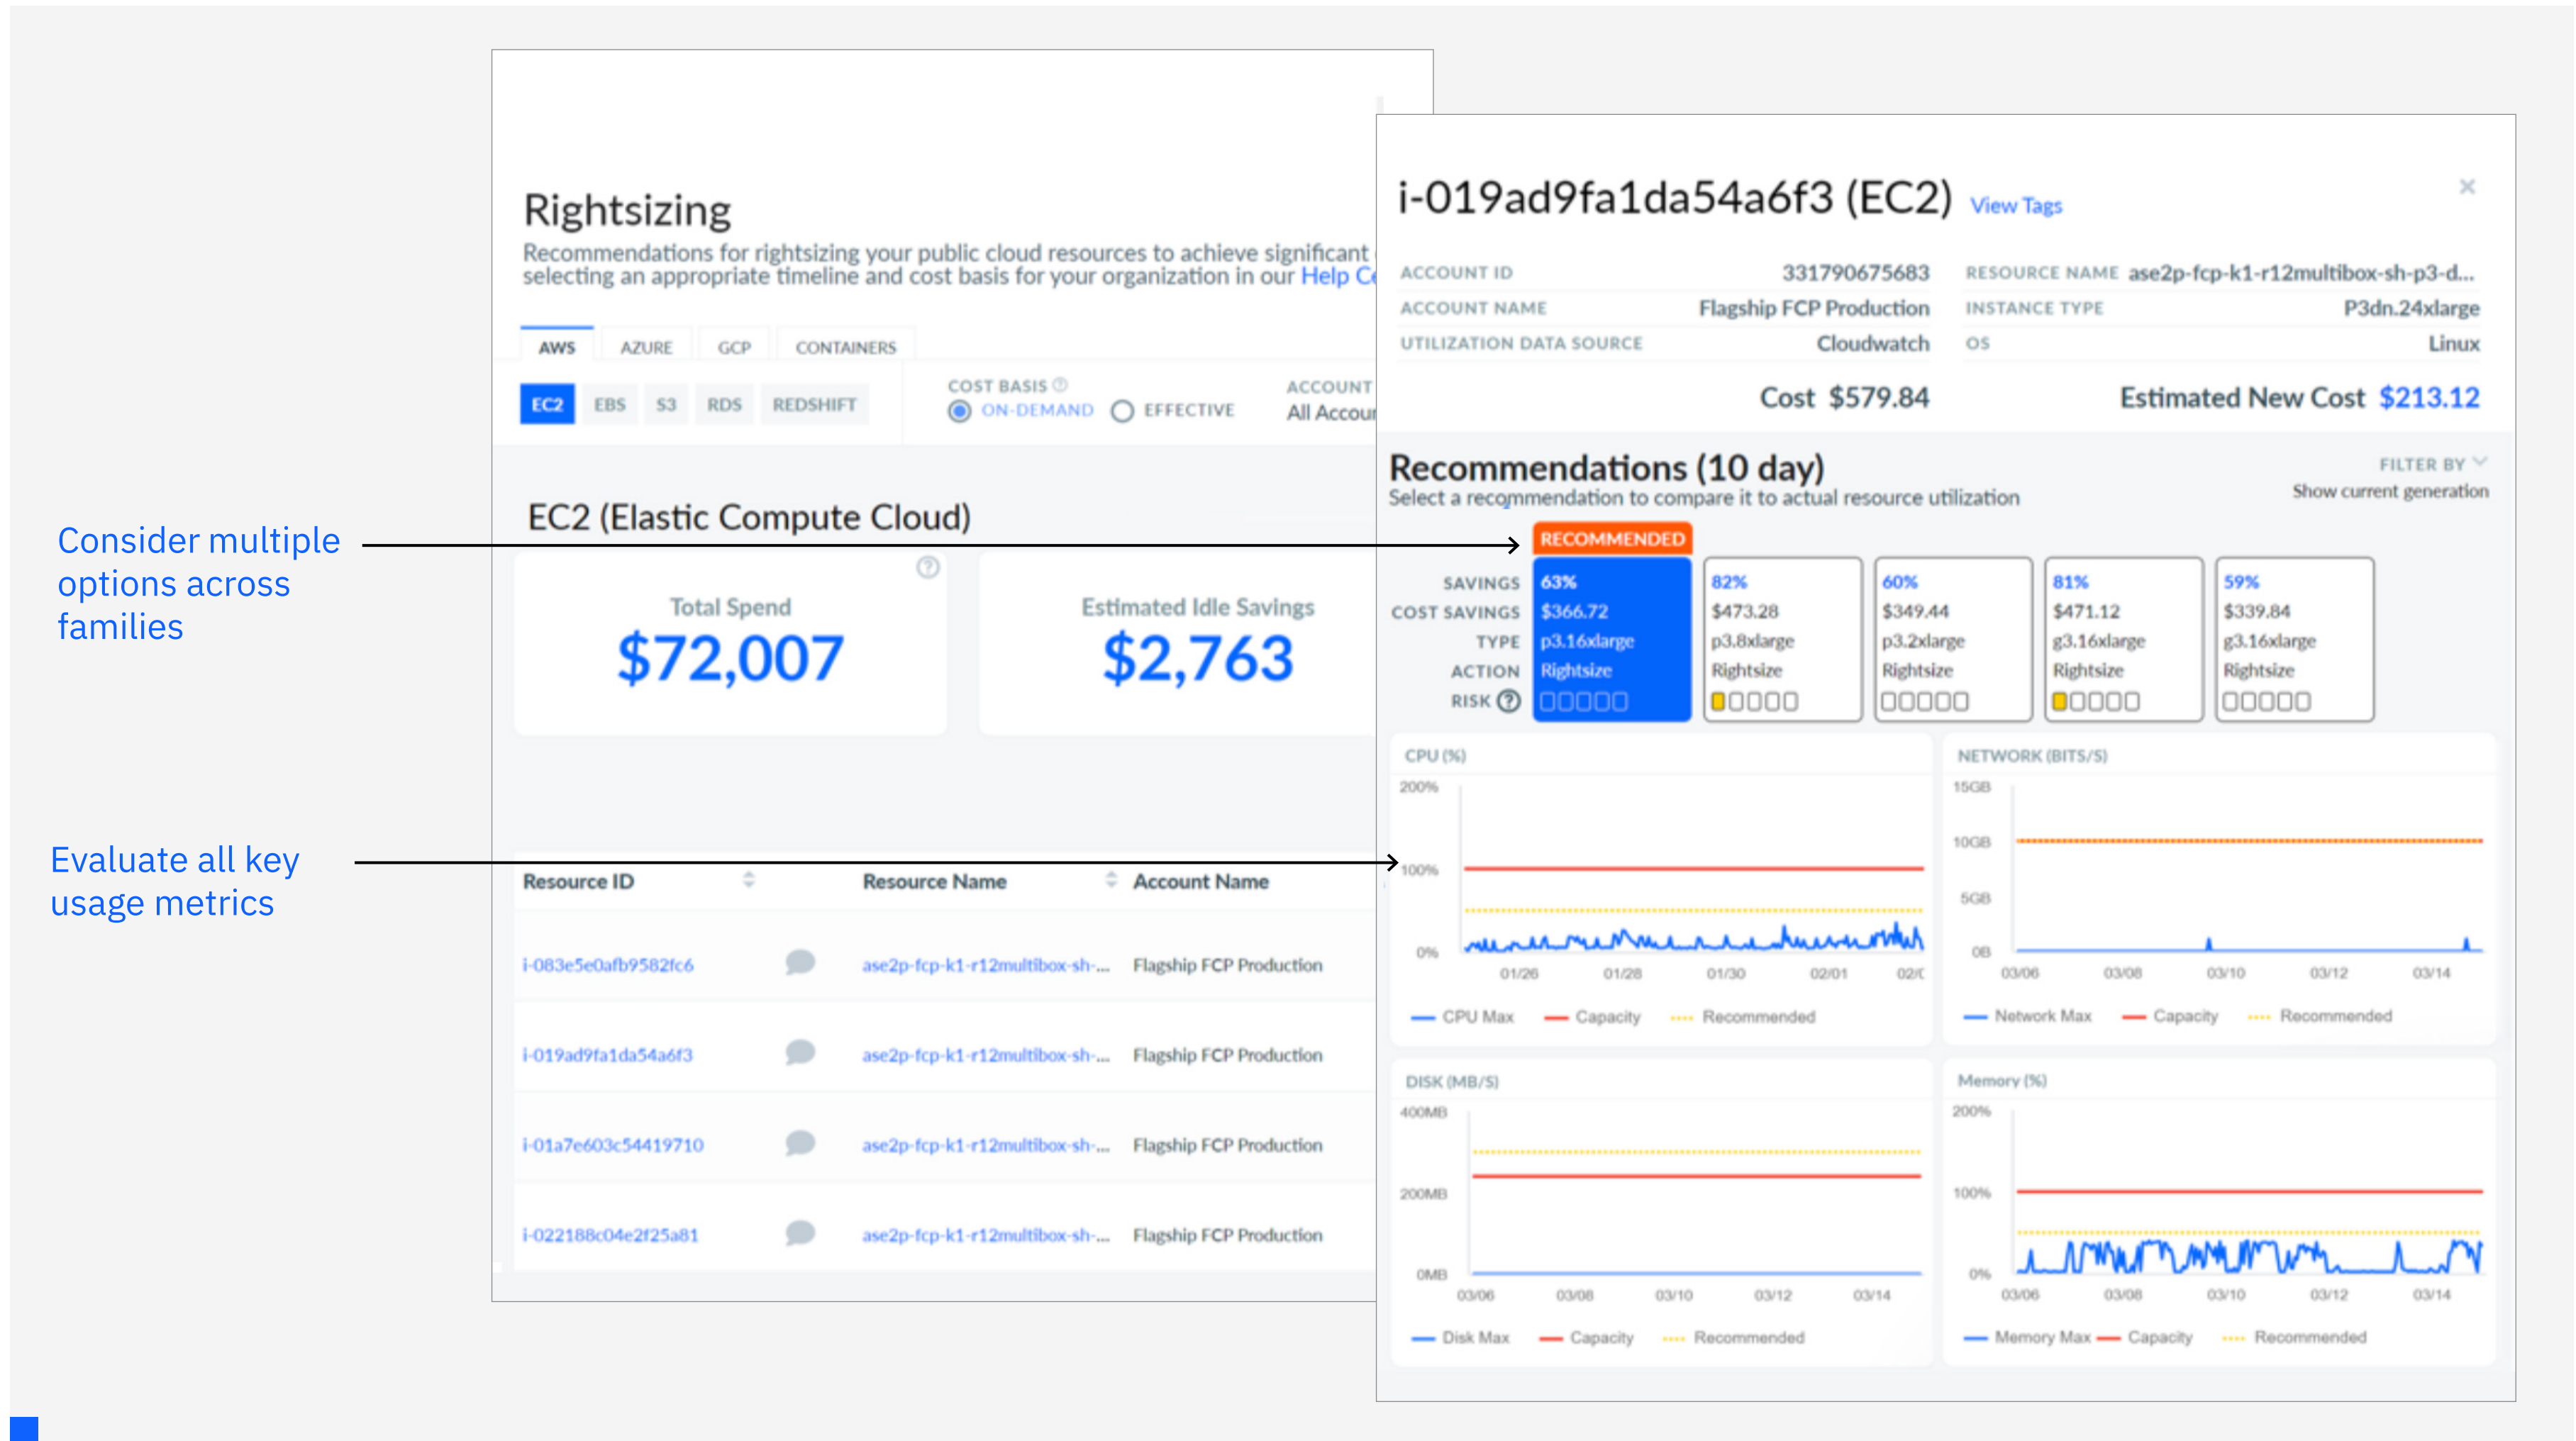 Consider multiple
options across
families
Evaluate all key
usage metrics
Rightsizing
Recommendations for rightsizing your public cloud resources to achieve significant
selecting an appropriate timeline and cost basis for your organization in our Help Ce
AWS AZURE GCP CONTAINERS
EC2 EBS S3 RDS REDSHIFT
COST BASIS
ON-DEMAND EFFECTIVE
ACCOUNT
All Accour
EC2 (Elastic Compute Cloud)
Total Spend
$72,007
Estimated Idle Savings
$2,763
Resource ID Resource Name Account Name
i-083e5e0afb9582fc6 ase2p-fcp-k1-r12multibox-sh-... Flagship FCP Production
i-019ad9fa1da54a6f3 ase2p-fcp-k1-r12multibox-sh-... Flagship FCP Production
i-01a7e603c54419710 ase2p-fcp-k1-r12multibox-sh-... Flagship FCP Production
i-022188c04e2f25a81 ase2p-fcp-k1-r12multibox-sh-... Flagship FCP Production
i-019ad9fa1da54a6f3 (EC2) View Tags
ACCOUNT ID 331790675683 RESOURCE NAME ase2p-fcp-k1-r12multibox-sh-p3-d...
ACCOUNT NAME Flagship FCP Production INSTANCE TYPE P3dn.24xlarge
UTILIZATION DATA SOURCE Cloudwatch OS Linux
Cost $579.84 Estimated New Cost $213.12
Recommendations (10 day)
Select a recommendation to compare it to actual resource utilization
FILTER BY
Show current generation
RECOMMENDED
SAVINGS 63% 82% 60% 81% 59%
COST SAVINGS $366.72 $473.28 $349.44 $471.12 $339.84
TYPE p3.16xlarge p3.8xlarge p3.2xlarge g3.16xlarge g3.16xlarge
ACTION Rightsize Rightsize Rightsize Rightsize Rightsize
RISK ?
CPU (%)
200%
100%
0%
01/26 01/28 01/30 02/01 02/0
CPU Max Capacity Recommended
NETWORK (BITS/S)
15GB
10GB
5GB
0B
03/06 03/08 03/10 03/12 03/14
Network Max Capacity Recommended
DISK (MB/S)
400MB
200MB
0MB
03/06 03/08 03/10 03/12 03/14
Disk Max Capacity Recommended
Memory (%)
200%
100%
0%
03/06 03/08 03/10 03/12 03/14
Memory Max Capacity Recommended